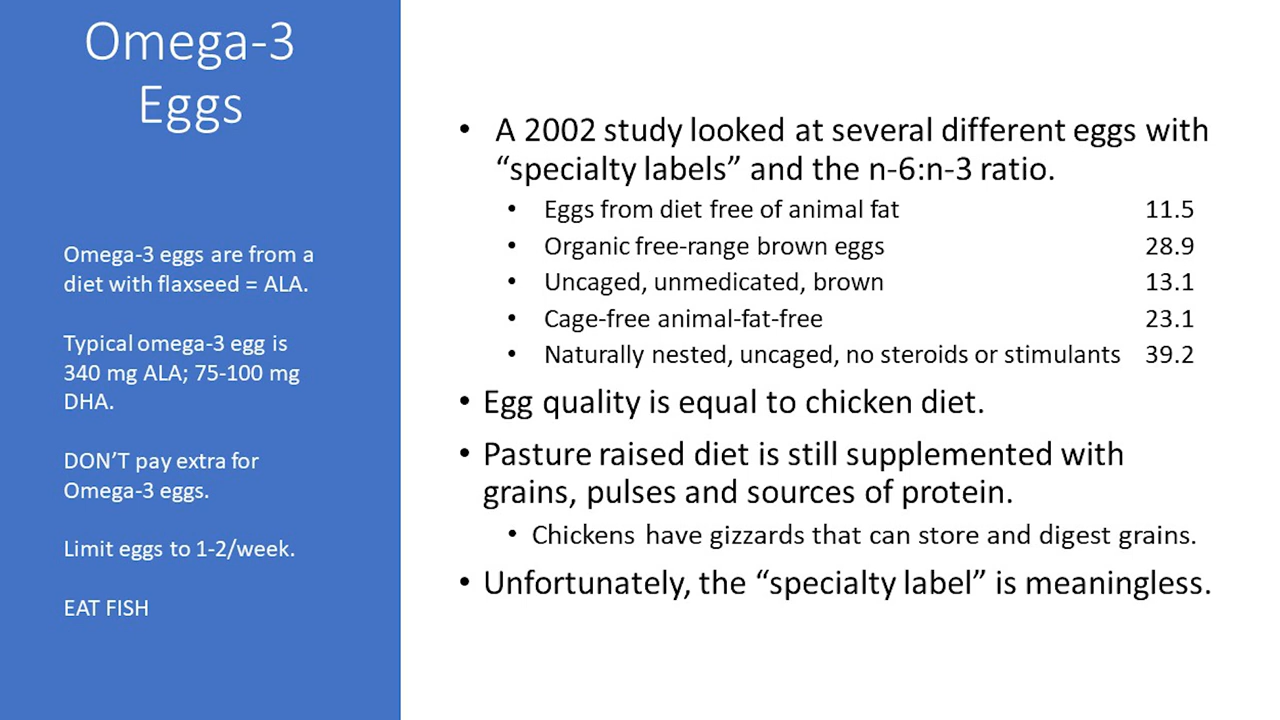 Omega-3
Eggs
Omega-3 eggs are from a
diet with flaxseed = ALA.
Typical omega-3 egg is
340 mg ALA; 75-100 mg
DHA.
DON’T pay extra for
Omega-3 eggs.
Limit eggs to 1-2/week.
EAT FISH
• A 2002 study looked at several different eggs with
“specialty labels” and the n-6:n-3 ratio.
• Eggs from diet free of animal fat 11.5
• Organic free-range brown eggs 28.9
• Uncaged, unmedicated, brown 13.1
• Cage-free animal-fat-free 23.1
• Naturally nested, uncaged, no steroids or stimulants 39.2
• Egg quality is equal to chicken diet.
• Pasture raised diet is still supplemented with
grains, pulses and sources of protein.
• Chickens have gizzards that can store and digest grains.
• Unfortunately, the “specialty label” is meaningless.